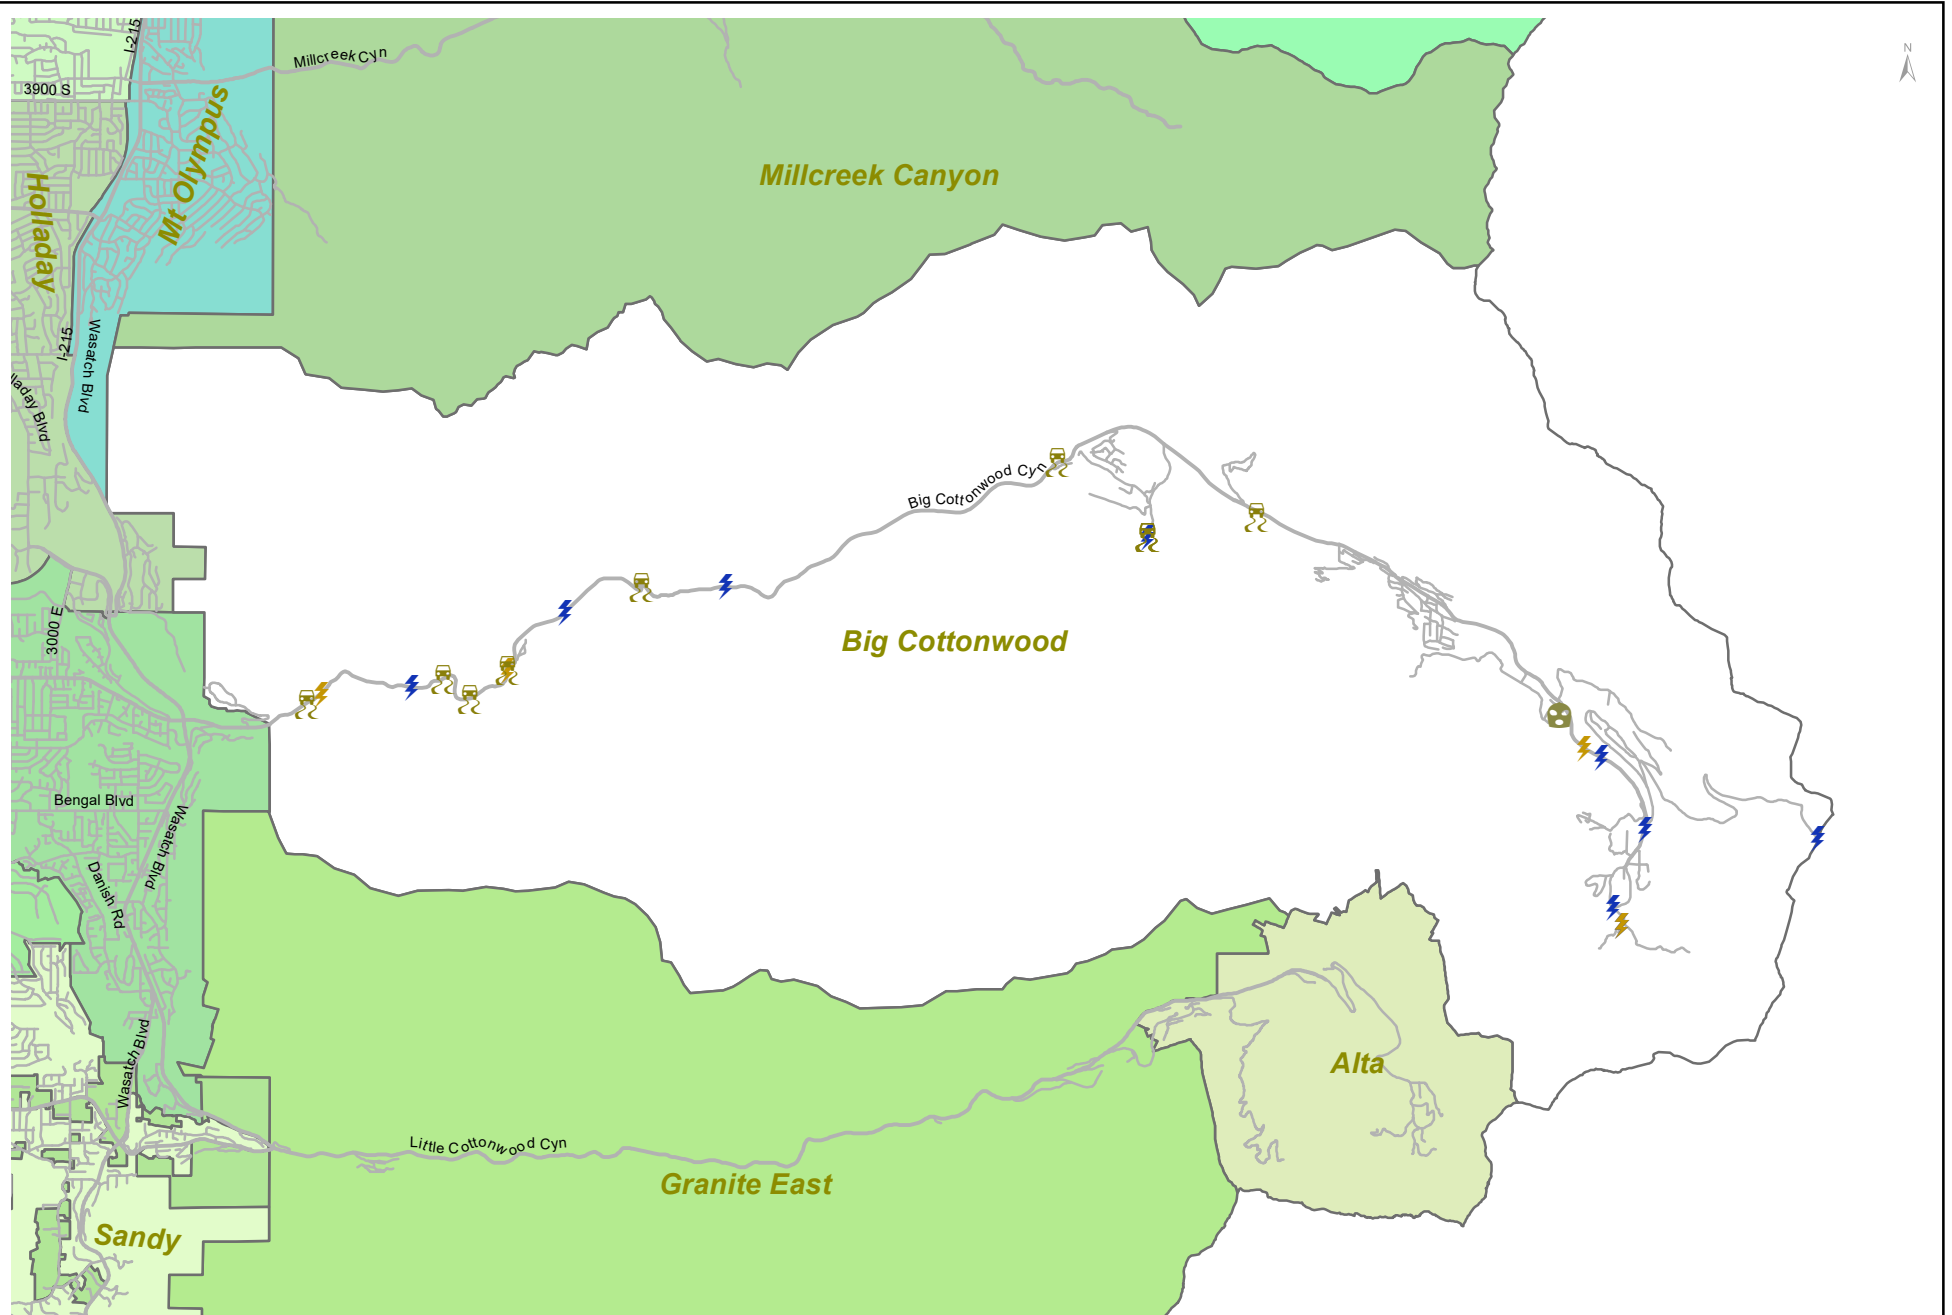 I-215
Millcreek Cyn
N
3900 S
Mt Olympus
Millcreek Canyon
Holladay
I-215
Wasatch Blvd
lladay Blvd
Big Cottonwood Cyn
3000 E
Big Cottonwood
Bengal Blvd
Wasatch Blvd
Danish Rd
Wasatch Blvd
Alta
Little Cottonwood Cyn
Granite East
Sandy